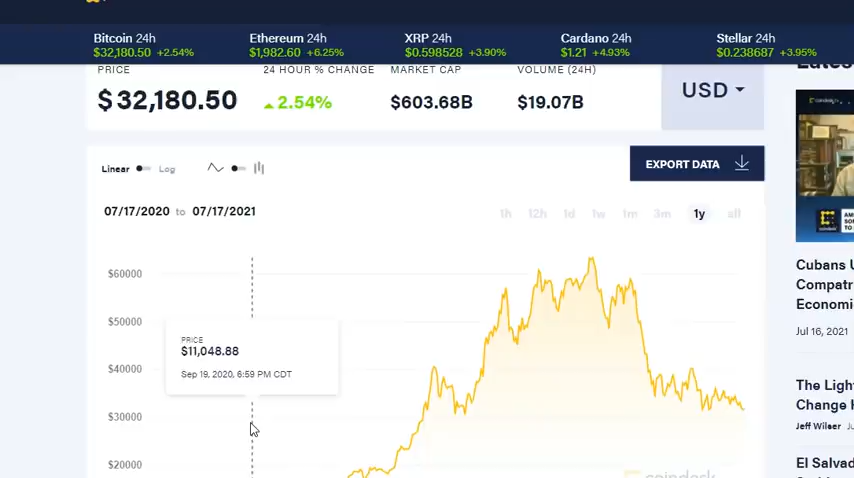 Bitcoin 24h Ethereum 24h XRP 24h Cardano 24h Stellar 24h
$32,180.50 +2.54% $1,982.60 +6.25% $0.598528 +3.90% $1.21 +4.93% $0.238687 +3.95%
PRICE 24 HOUR % CHANGE MARKET CAP VOLUME (24H)
$32,180.50 2.54% $603.68B $19.07B USD
Linear Log EXPORT DATA
07/17/2020 to 07/17/2021 1h 12h 1d 1w 1m 3m 1y all
$60000
$50000
$40000
$30000
$20000
PRICE
$11,048.88
Sep 19, 2020, 6:59 PM CDT
coindesk
Latest
coindesk
Cubans U
Compatr
Economi
Jul 16, 2021
The Light
Change H
Jeff Wilser Ju
El Salvad